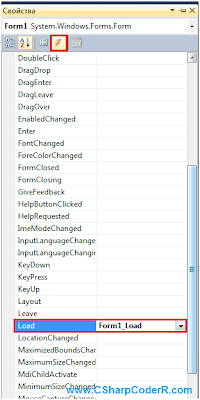 Свойства
Form1 System.Windows.Forms.Form
DoubleClick
DragDrop
DragEnter
DragLeave
DragOver
EnabledChanged
Enter
FontChanged
ForeColorChanged
FormClosed
FormClosing
GiveFeedback
HelpButtonClicked
HelpRequested
ImeModeChanged
InputLanguageChange
InputLanguageChangin
KeyDown
KeyPress
KeyUp
Layout
Leave
Load Form1_Load
LocationChanged
MaximizedBoundsChar
MaximumSizeChanged
MdiChildActivate
MinimumSizeChanged
MouseCaptureChange
www.CSharpCoderR.com